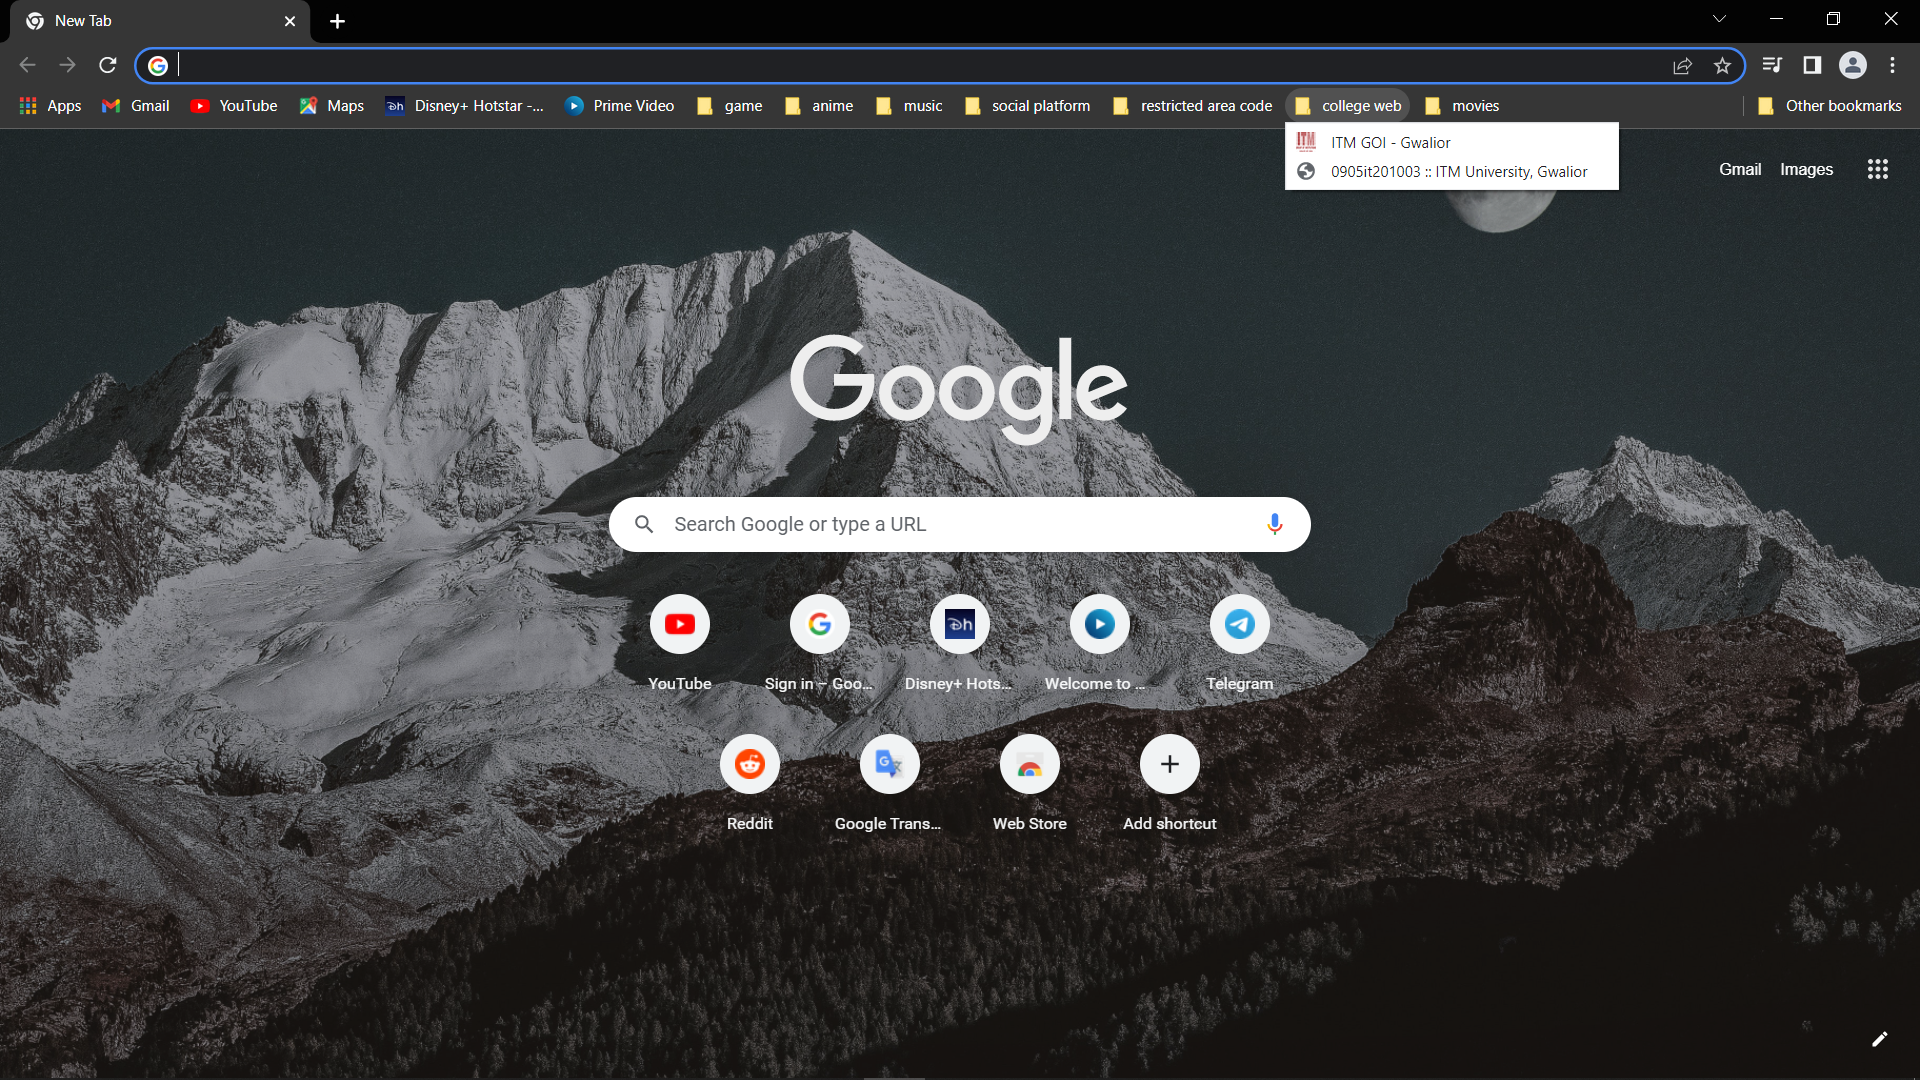 New Tab
Apps Gmail YouTube Maps Disney+ Hotstar -... Prime Video game anime music social platform restricted area code college web movies Other bookmarks
ITM GOI - Gwalior
0905it201003 :: ITM University, Gwalior
Gmail Images
Google
Search Google or type a URL
YouTube Sign in – Goo... Disney+ Hots... Welcome to ... Telegram
Reddit Google Trans... Web Store Add shortcut